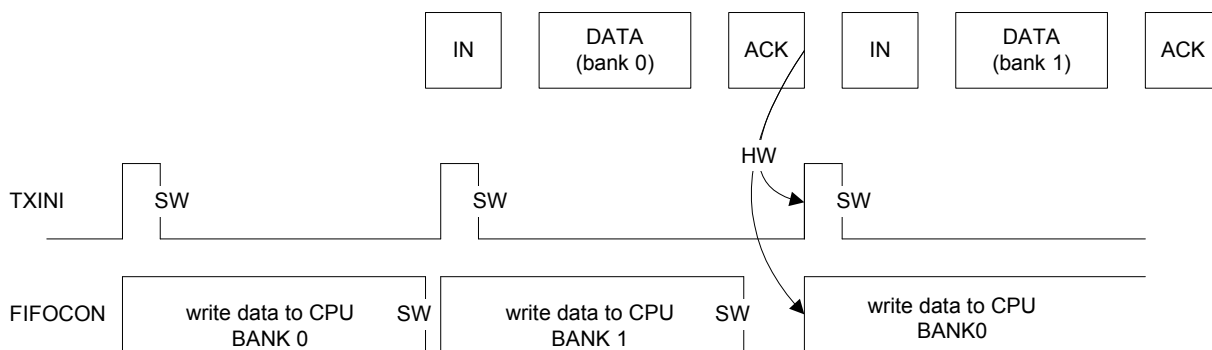 IN
DATA
(bank 0)
ACK
IN
DATA
(bank 1)
ACK
HW
TXINI
SW
SW
SW
FIFOCON
write data to CPU
BANK 0
SW
write data to CPU
BANK 1
SW
write data to CPU
BANK0